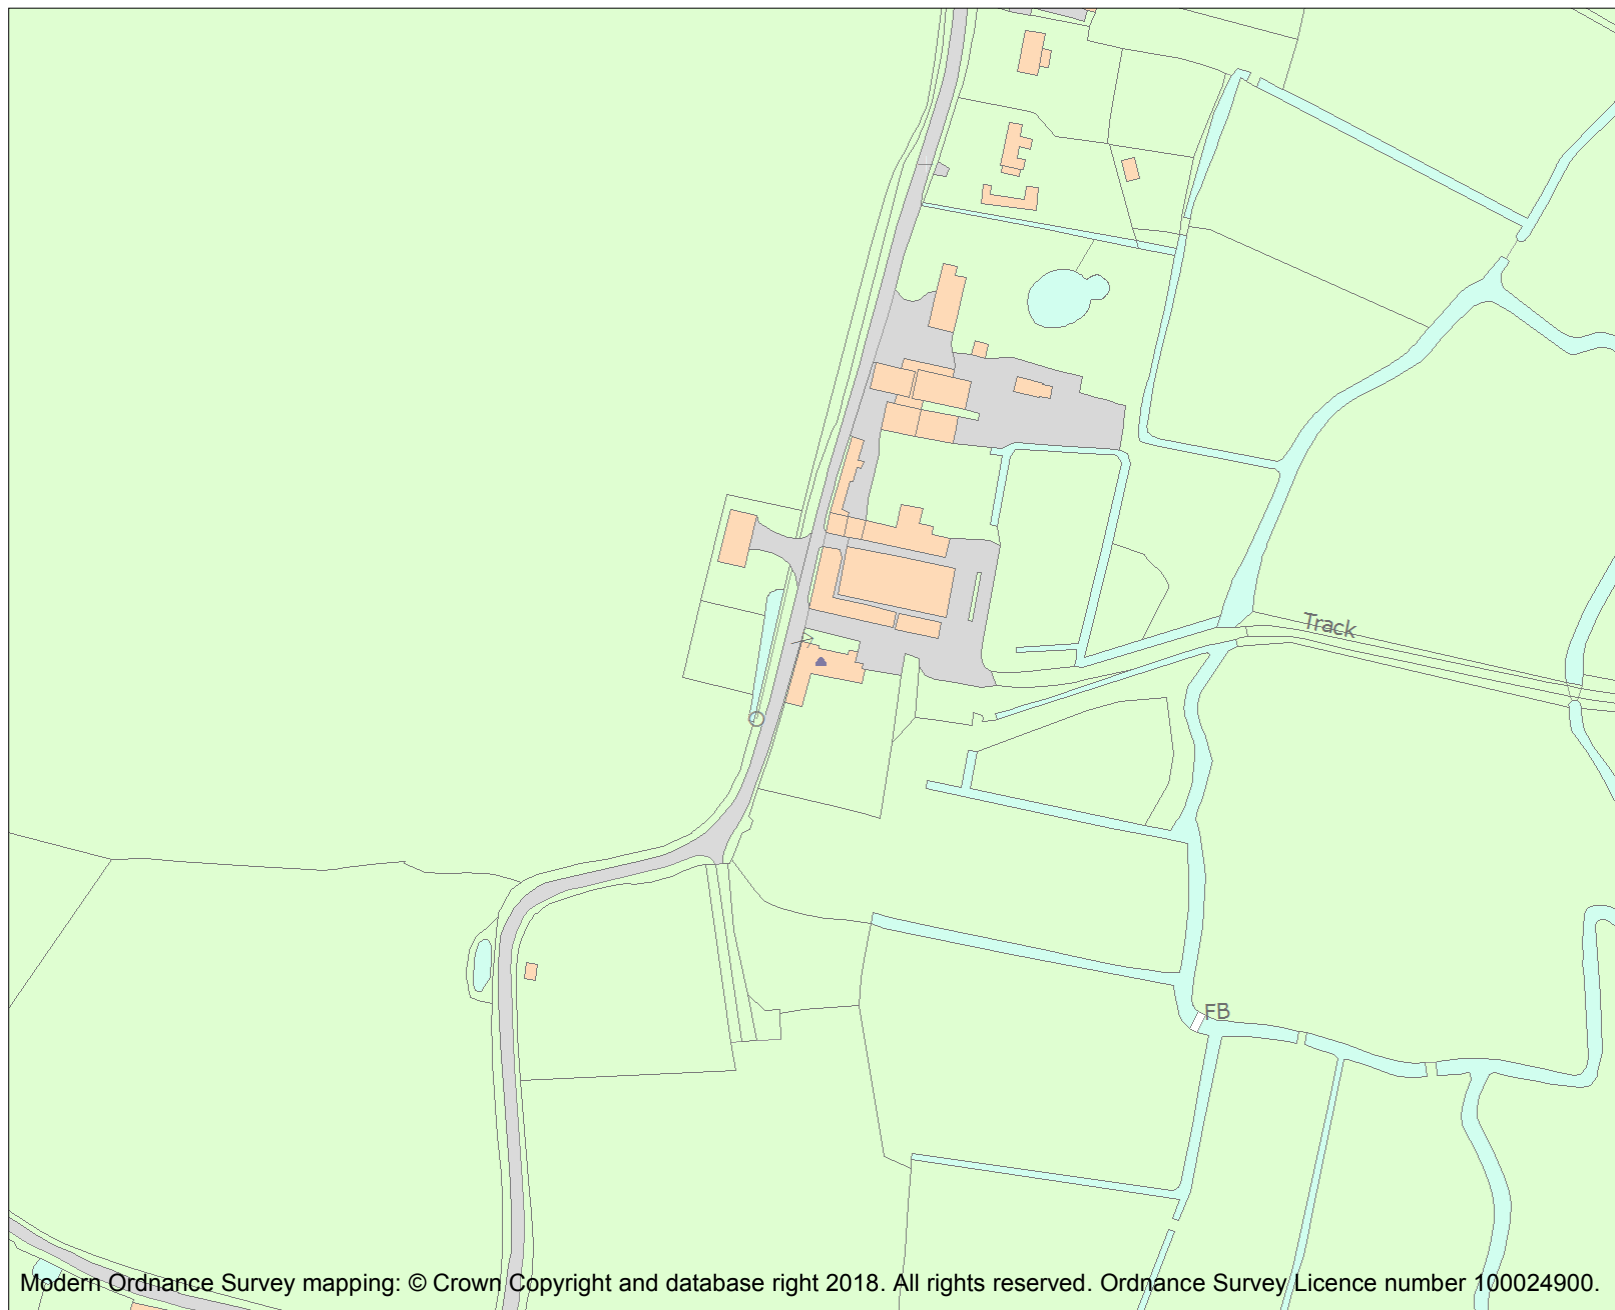 Track
FB
Modern Ordnance Survey mapping: © Crown Copyright and database right 2018. All rights reserved. Ordnance Survey Licence number 100024900.